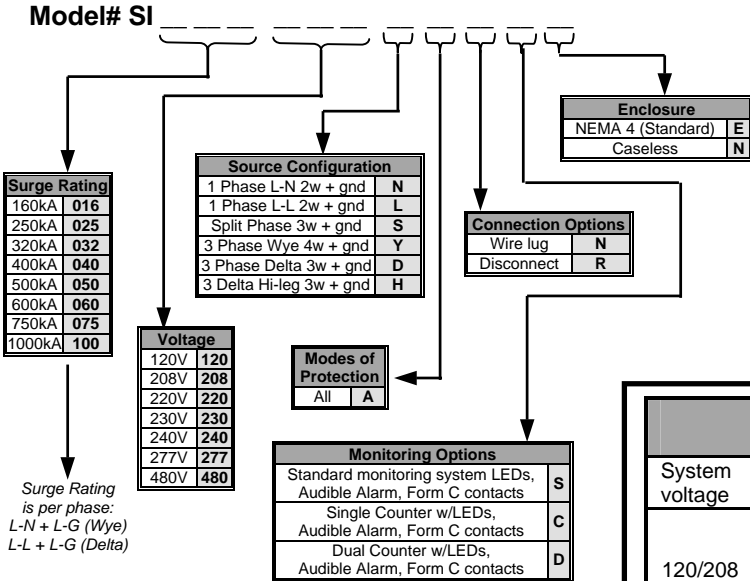 Model# SI _ _ _ _ _ _ _ _ _ _ _
Enclosure
NEMA 4 (Standard) E
Caseless N
Source Configuration
1 Phase L-N 2w + gnd N
1 Phase L-L 2w + gnd L
Split Phase 3w + gnd S
3 Phase Wye 4w + gnd Y
3 Phase Delta 3w + gnd D
3 Delta Hi-leg 3w + gnd H
Surge Rating
160kA 016
250kA 025
320kA 032
400kA 040
500kA 050
600kA 060
750kA 075
1000kA 100
Connection Options
Wire lug N
Disconnect R
Voltage
120V 120
208V 208
220V 220
230V 230
240V 240
277V 277
480V 480
Modes of
Protection
All A
Monitoring Options
Standard monitoring system LEDs,
Audible Alarm, Form C contacts S
Single Counter w/LEDs,
Audible Alarm, Form C contacts C
Dual Counter w/LEDs,
Audible Alarm, Form C contacts D
Surge Rating
is per phase:
L-N + L-G (Wye)
L-L + L-G (Delta)
System
voltage
120/208